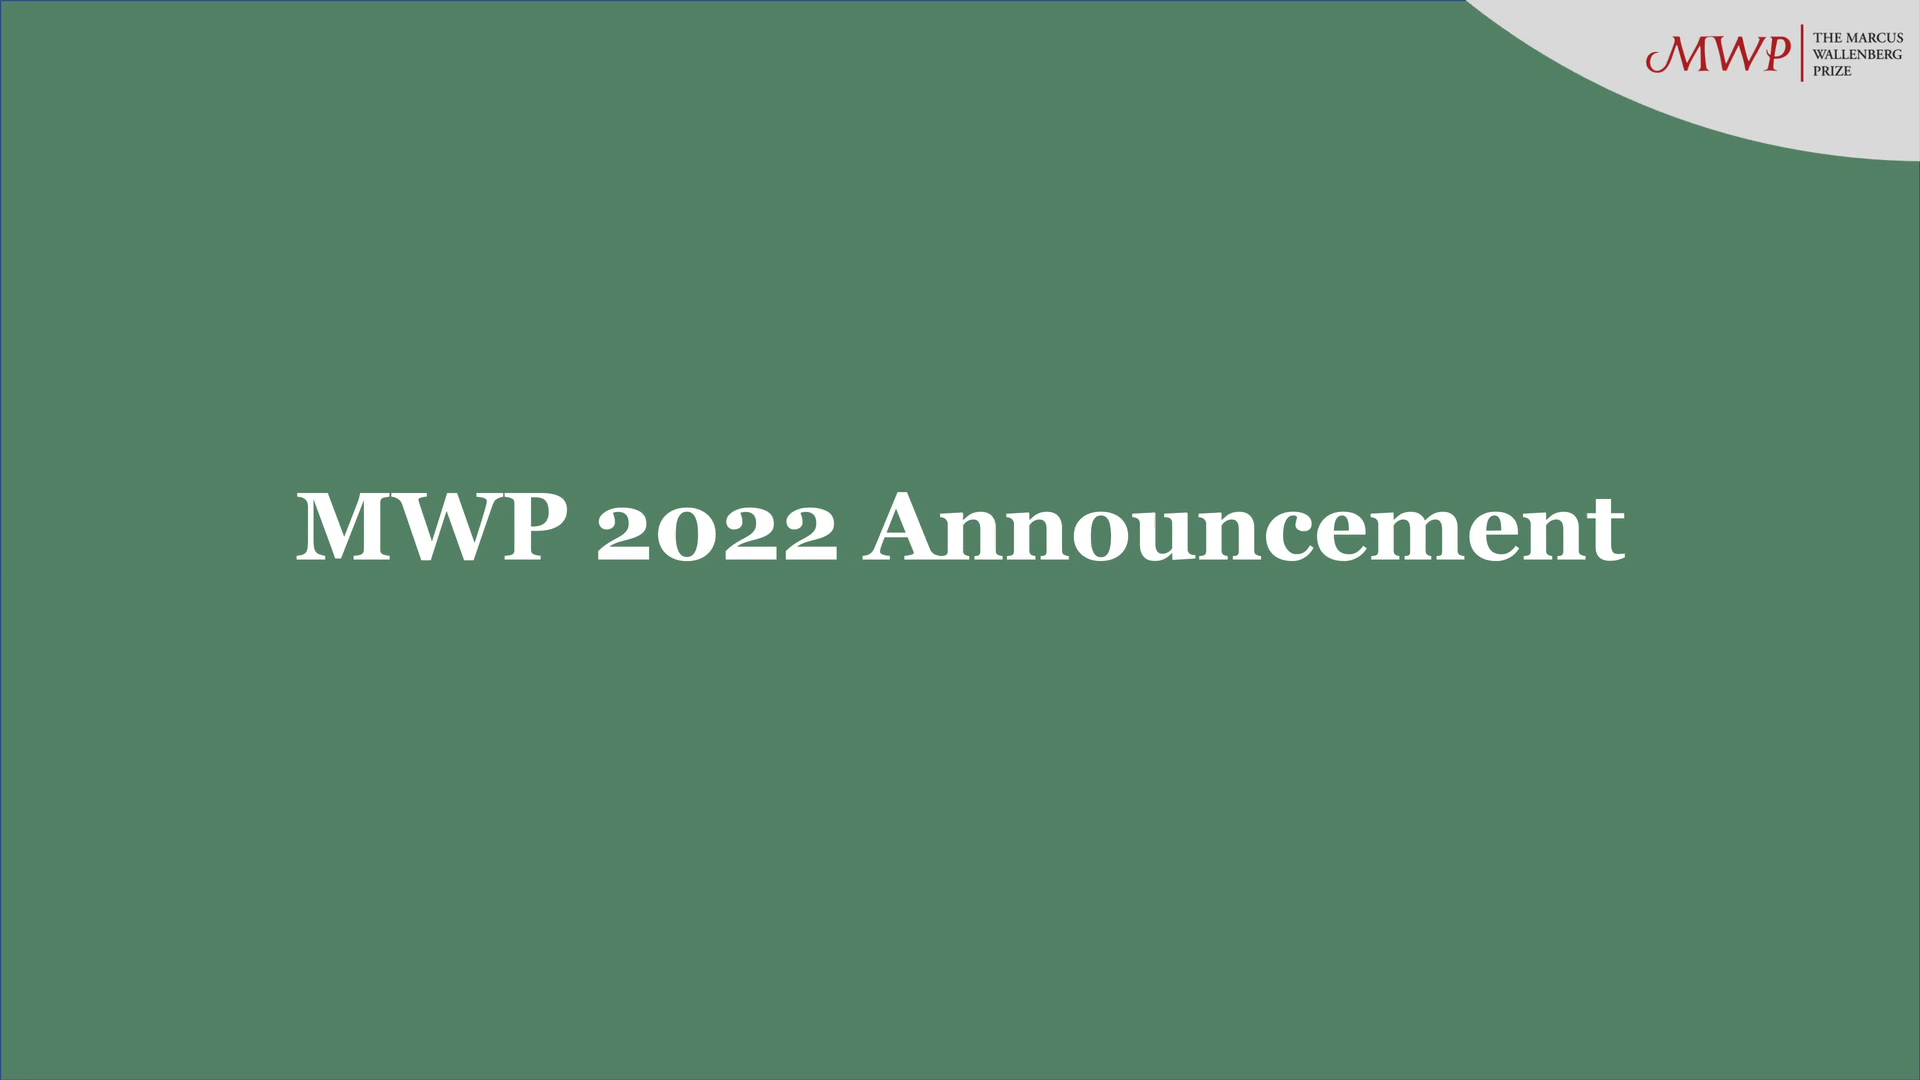 MWP
THE MARCUS
WALLENBERG
PRIZE
MWP 2022 Announcement